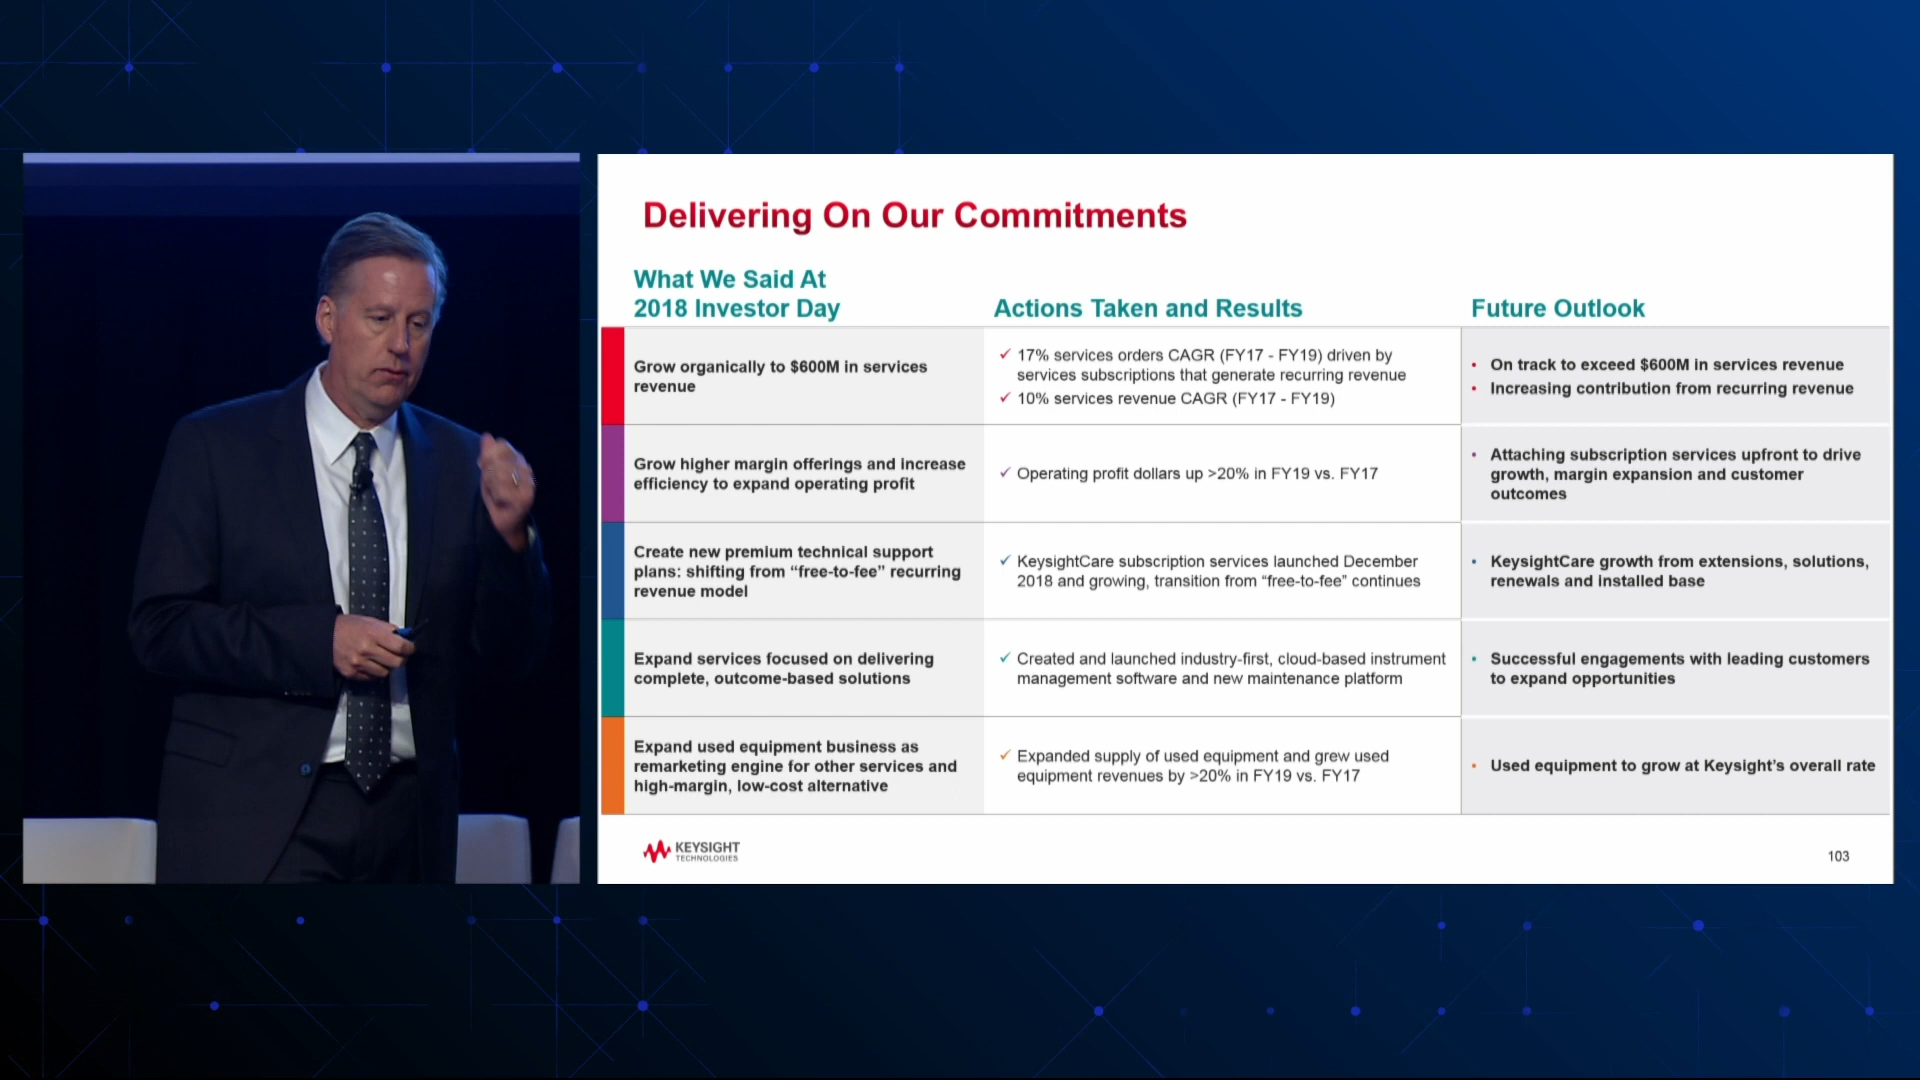 Delivering On Our Commitments
What We Said At
2018 Investor Day
Actions Taken and Results
Future Outlook
Grow organically to $600M in services
revenue
✓ 17% services orders CAGR (FY17 - FY19) driven by
services subscriptions that generate recurring revenue
✓ 10% services revenue CAGR (FY17 - FY19)
• On track to exceed $600M in services revenue
• Increasing contribution from recurring revenue
Grow higher margin offerings and increase
efficiency to expand operating profit
✓ Operating profit dollars up >20% in FY19 vs. FY17
• Attaching subscription services upfront to drive
growth, margin expansion and customer
outcomes
Create new premium technical support
plans: shifting from “free-to-fee” recurring
revenue model
✓ KeysightCare subscription services launched December
2018 and growing, transition from “free-to-fee” continues
• KeysightCare growth from extensions, solutions,
renewals and installed base
Expand services focused on delivering
complete, outcome-based solutions
✓ Created and launched industry-first, cloud-based instrument
management software and new maintenance platform
• Successful engagements with leading customers
to expand opportunities
Expand used equipment business as
remarketing engine for other services and
high-margin, low-cost alternative
✓ Expanded supply of used equipment and grew used
equipment revenues by >20% in FY19 vs. FY17
• Used equipment to grow at Keysight’s overall rate
KEYSIGHT
TECHNOLOGIES
103